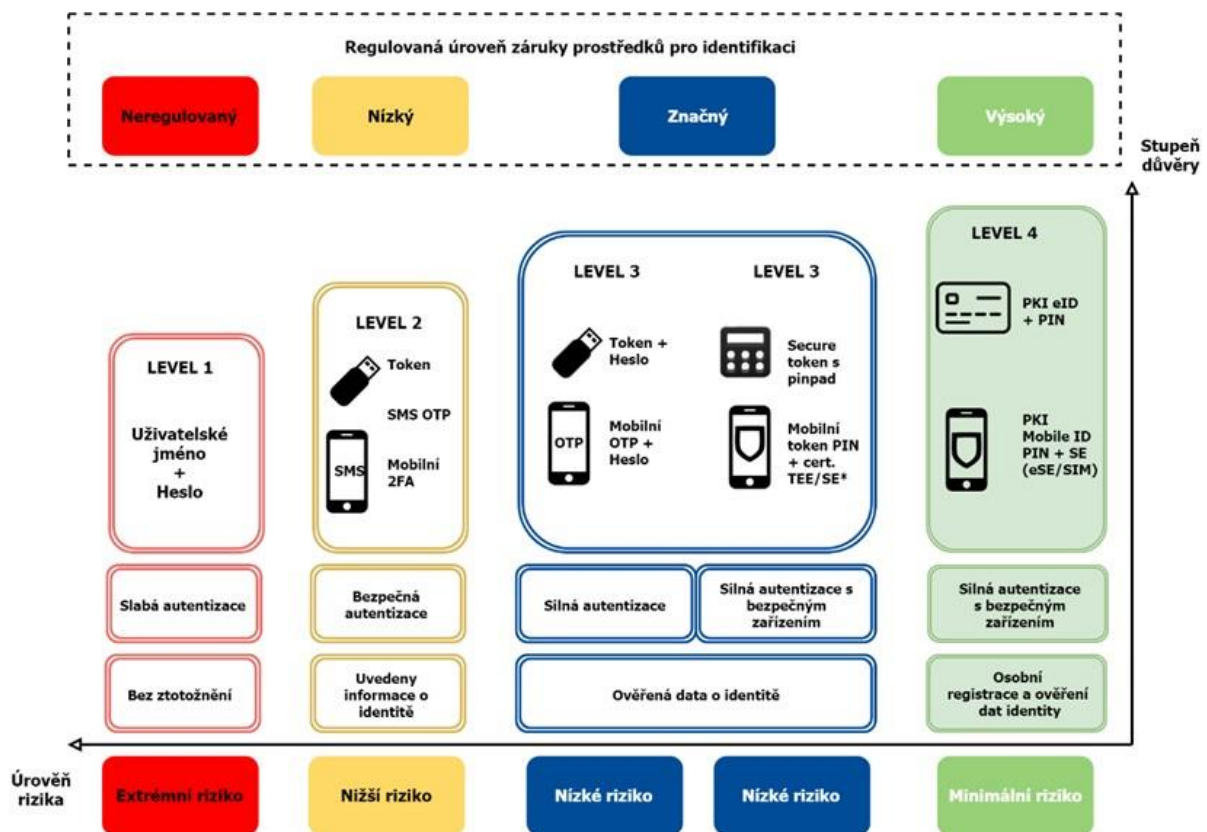 Regulovaná úroveň záruky prostředků pro identifikaci
Neregulovaný
Nízký
Značný
Výsoký
Stupeň
důvěry
LEVEL 1
Uživatelské
jméno
+
Heslo
LEVEL 2
Token
SMS OTP
SMS
Mobilní
2FA
LEVEL 3
Token +
Heslo
OTP
Mobilní
OTP +
Heslo
LEVEL 3
Secure
token s
pinpad
Mobilní
token PIN
+ cert.
TEE/SE*
LEVEL 4
PKI eID
+ PIN
PKI
Mobile ID
PIN + SE
(eSE/SIM)
Slabá autentizace
Bezpečná
autentizace
Silná autentizace
Silná autentizace s
bezpečným
zařízením
Silná autentizace
s bezpečným
zařízením
Bez ztotožnění
Uvedeny
informace o
identitě
Ověřená data o identitě
Osobní
registrace a ověření
dat identity
Úrověň
rizika
Extrémní riziko
Nižší riziko
Nízké riziko
Nízké riziko
Minimální riziko